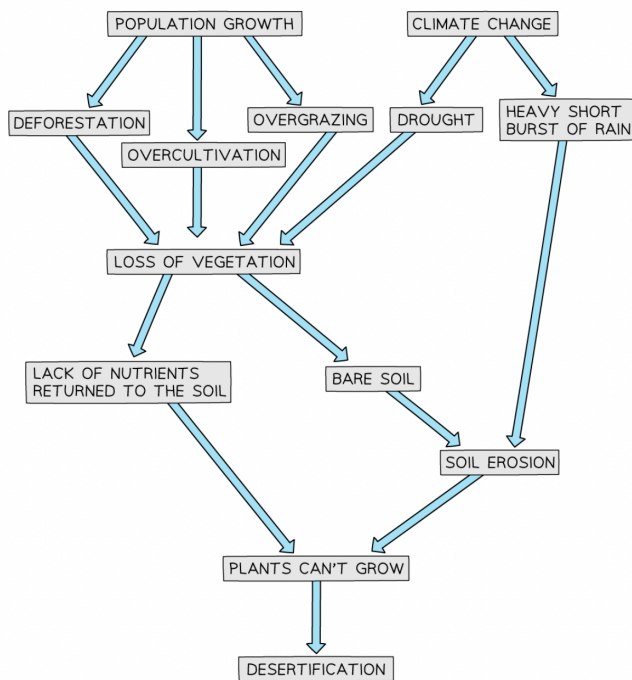 POPULATION GROWTH
CLIMATE CHANGE
DEFORESTATION
OVERCULTIVATION
OVERGRAZING
DROUGHT
HEAVY SHORT
BURST OF RAIN
LOSS OF VEGETATION
LACK OF NUTRIENTS
RETURNED TO THE SOIL
BARE SOIL
SOIL EROSION
PLANTS CAN'T GROW
DESERTIFICATION